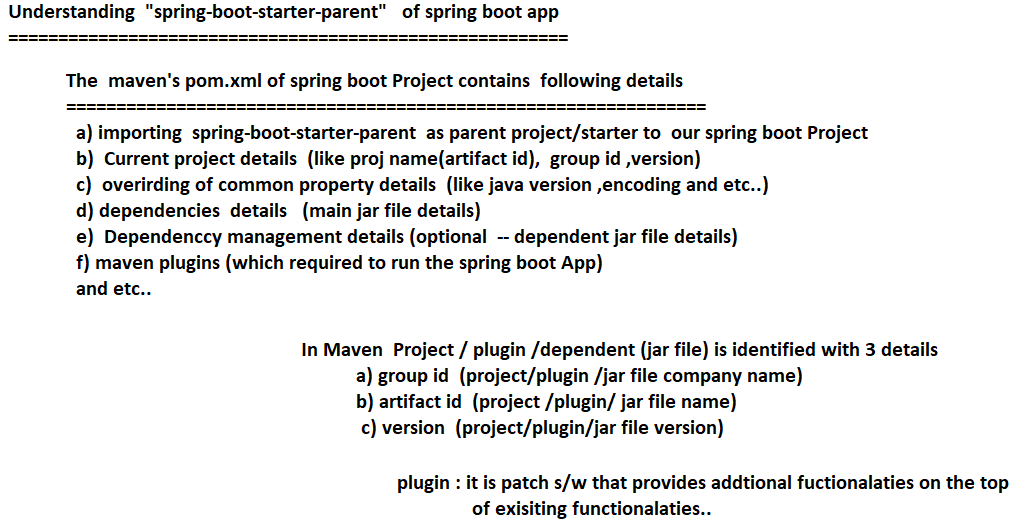 Understanding "spring-boot-starter-parent" of spring boot app
========================================================
The maven's pom.xml of spring boot Project contains following details
================================================================
a) importing spring-boot-starter-parent as parent project/starter to our spring boot Project
b) Current project details (like proj name(artifact id), group id ,version)
c) overirding of common property details (like java version ,encoding and etc..)
d) dependencies details (main jar file details)
e) Dependenccy management details (optional -- dependent jar file details)
f) maven plugins (which required to run the spring boot App)
and etc..
In Maven Project / plugin /dependent (jar file) is identified with 3 details
a) group id (project/plugin /jar file company name)
b) artifact id (project /plugin/ jar file name)
c) version (project/plugin/jar file version)
plugin : it is patch s/w that provides addtional fuctionalaties on the top
of exisiting functionalaties..